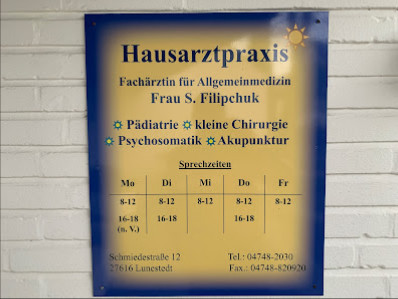 Hausarztpraxis
Fachärztin für Allgemeinmedizin
Frau S. Filipchuk
Pädiatrie kleine Chirurgie
Psychosomatik Akupunktur
Sprechzeiten
Mo Di Mi Do Fr
8-12 8-12 8-12 8-12 8-12
16-18 16-18 16-18
(n. V.)
Schmiedestraße 12 Tel.: 04748-2030
27616 Lunestedt Fax.: 04748-820920